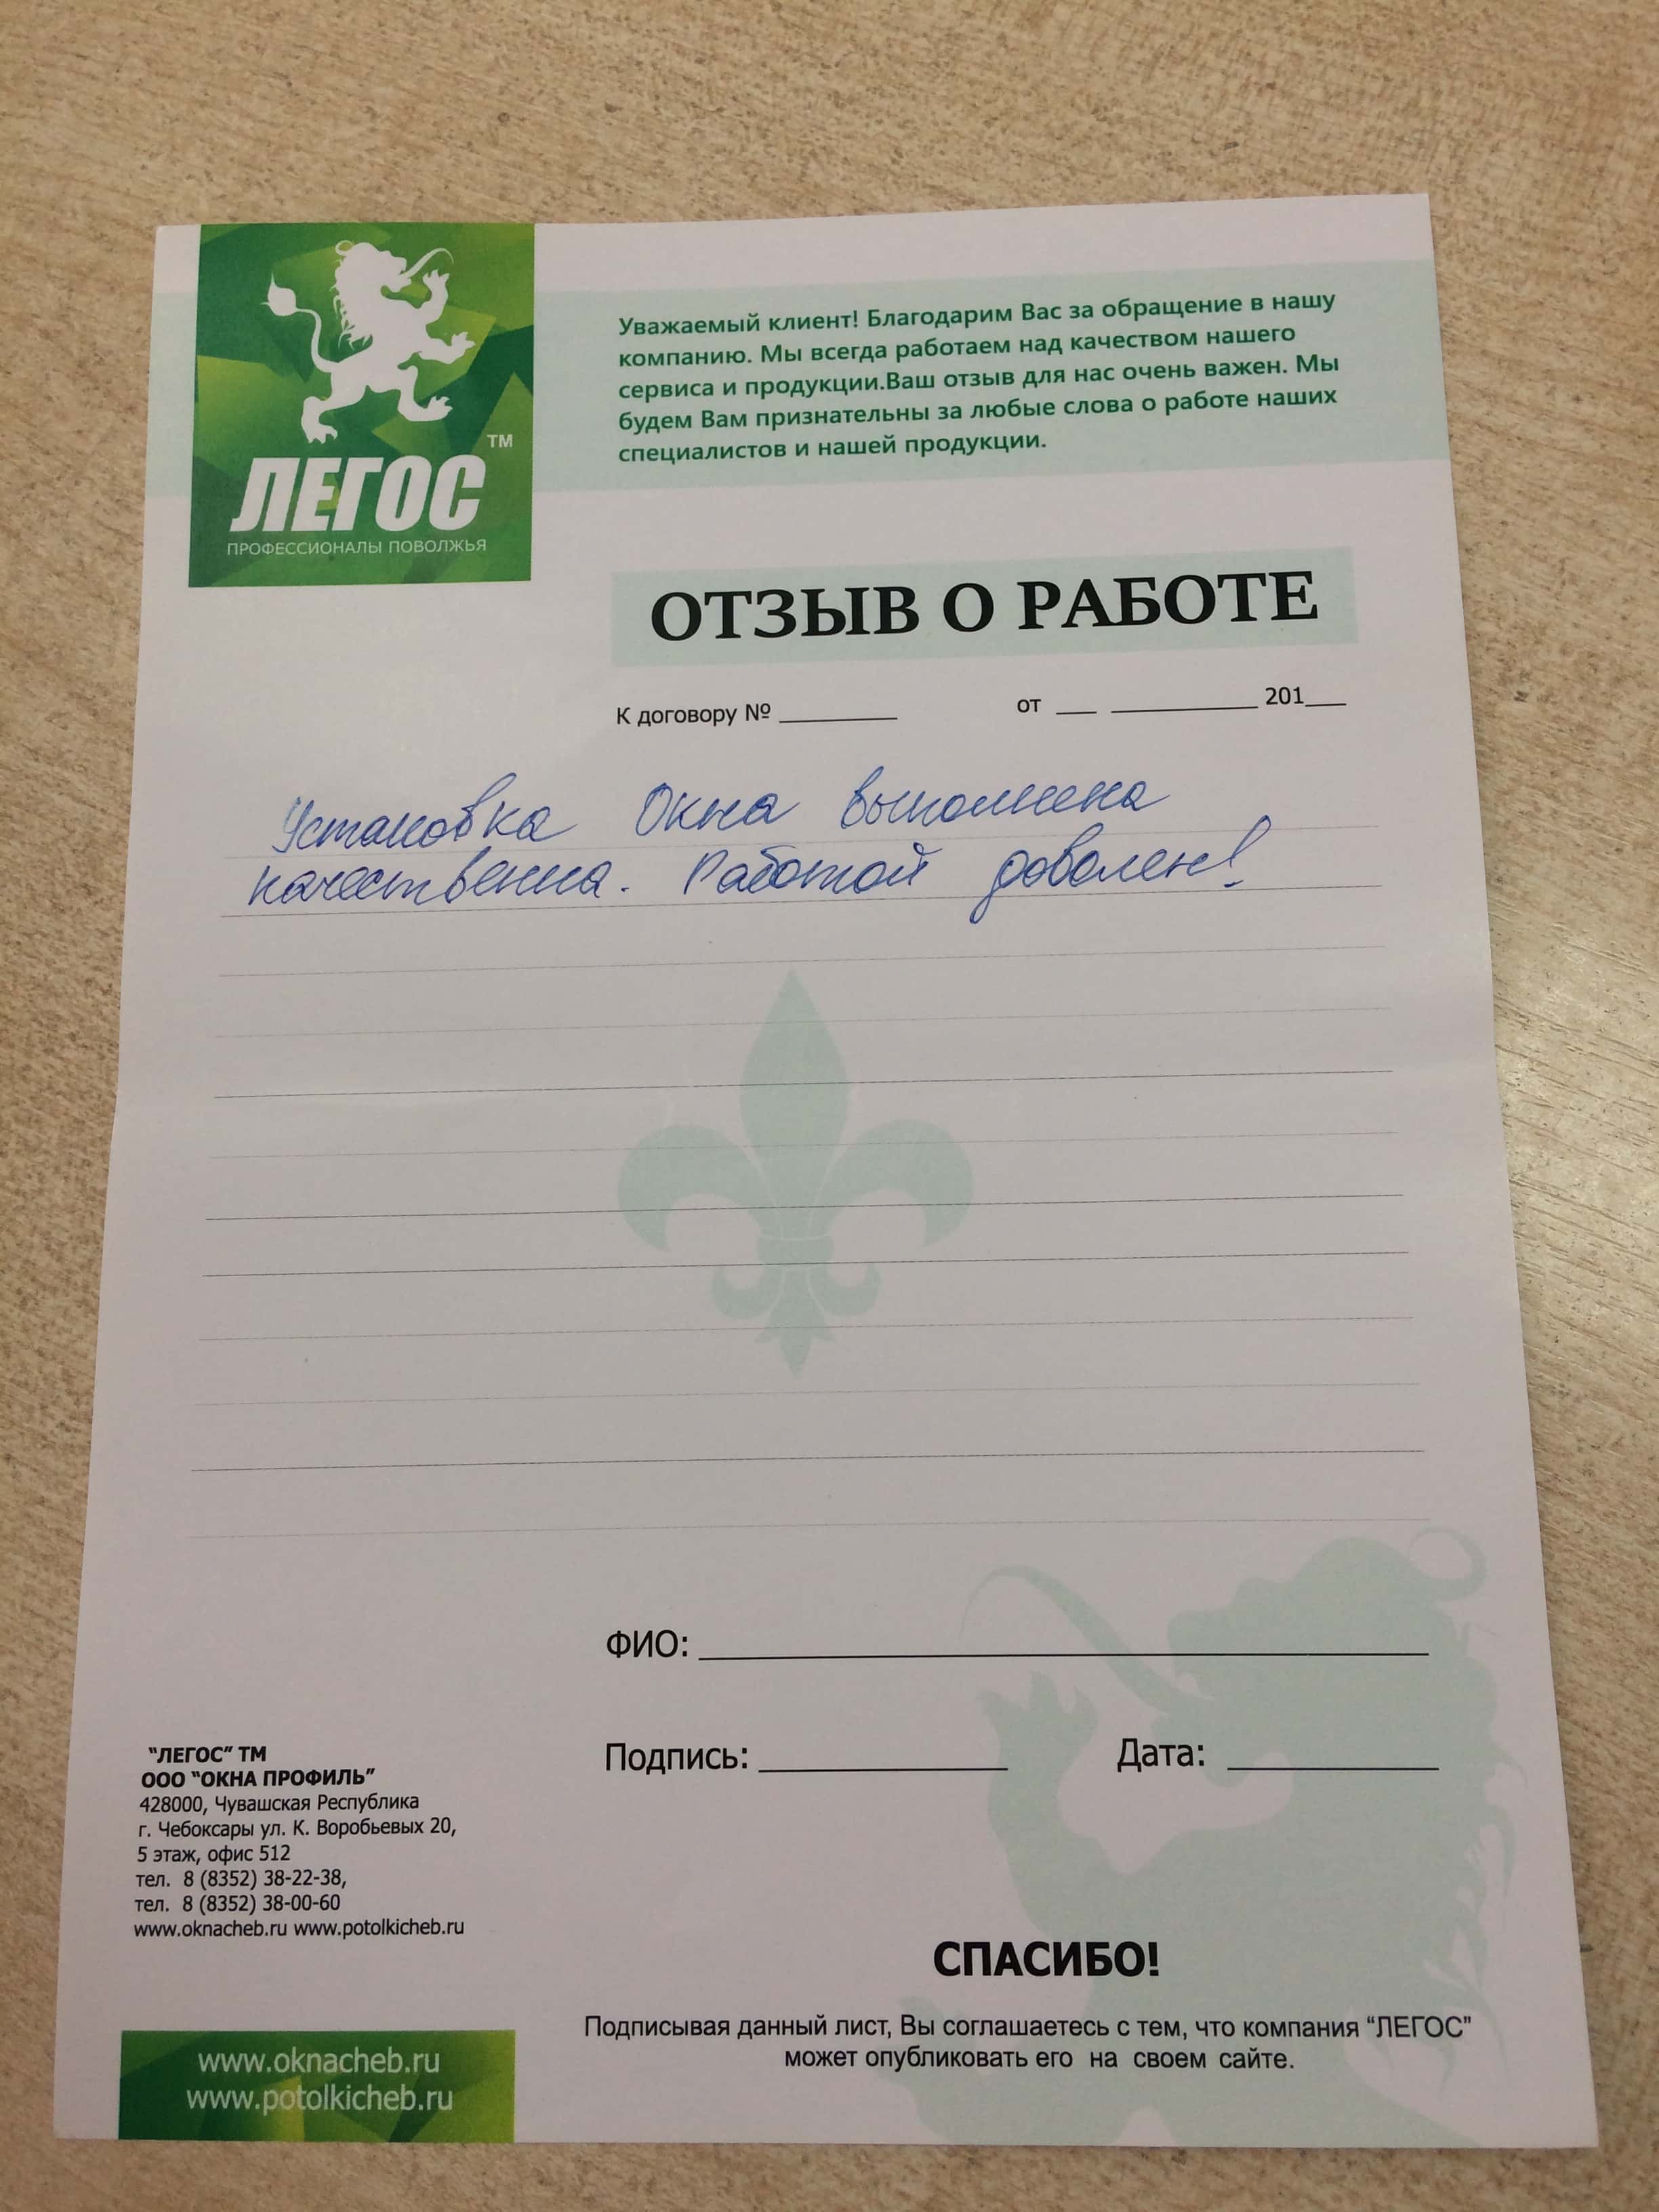 ЛЕГОС™
ПРОФЕССИОНАЛЫ ПОВОЛЖЬЯ
Уважаемый клиент! Благодарим Вас за обращение в нашу
компанию. Мы всегда работаем над качеством нашего
сервиса и продукции.Ваш отзыв для нас очень важен. Мы
будем Вам признательны за любые слова о работе наших
специалистов и нашей продукции.
ОТЗЫВ О РАБОТЕ
К договору № ________ от ___ __________ 201___
Установка Окна выполнена
качественна. Работой доволен!
ФИО:
Подпись: Дата:
"ЛЕГОС" ТМ
ООО "ОКНА ПРОФИЛЬ"
428000, Чувашская Республика
г. Чебоксары ул. К. Воробьевых 20,
5 этаж, офис 512
тел. 8 (8352) 38-22-38,
тел. 8 (8352) 38-00-60
www.oknacheb.ru www.potolkicheb.ru
СПАСИБО!
Подписывая данный лист, Вы соглашаетесь с тем, что компания "ЛЕГОС"
может опубликовать его на своем сайте.
www.oknacheb.ru
www.potolkicheb.ru